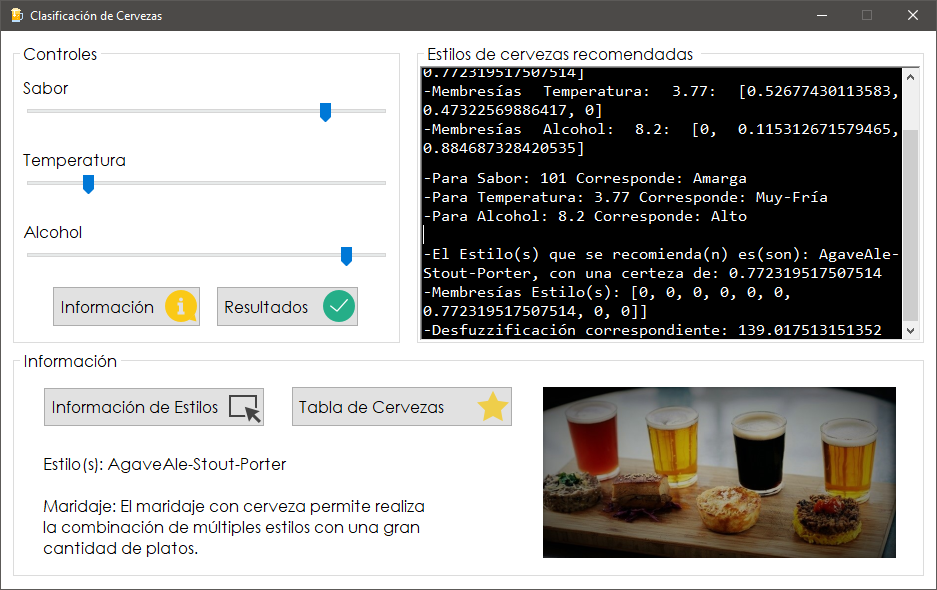 Clasificación de Cervezas
Controles
Sabor
Temperatura
Alcohol
Información
Resultados
Estilos de cervezas recomendadas
0.772319517507514]
-Membresías Temperatura: 3.77: [0.52677430113583,
0.47322569886417, 0]
-Membresías Alcohol: 8.2: [0, 0.115312671579465,
0.884687328420535]
-Para Sabor: 101 Corresponde: Amarga
-Para Temperatura: 3.77 Corresponde: Muy-Fría
-Para Alcohol: 8.2 Corresponde: Alto
-El Estilo(s) que se recomienda(n) es(son): AgaveAle-
Stout-Porter, con una certeza de: 0.772319517507514
-Membresías Estilo(s): [0, 0, 0, 0, 0, 0,
0.772319517507514, 0, 0]]
-Desfuzzificación correspondiente: 139.017513151352
Información
Información de Estilos
Tabla de Cervezas
Estilo(s): AgaveAle-Stout-Porter
Maridaje: El maridaje con cerveza permite realiza
la combinación de múltiples estilos con una gran
cantidad de platos.